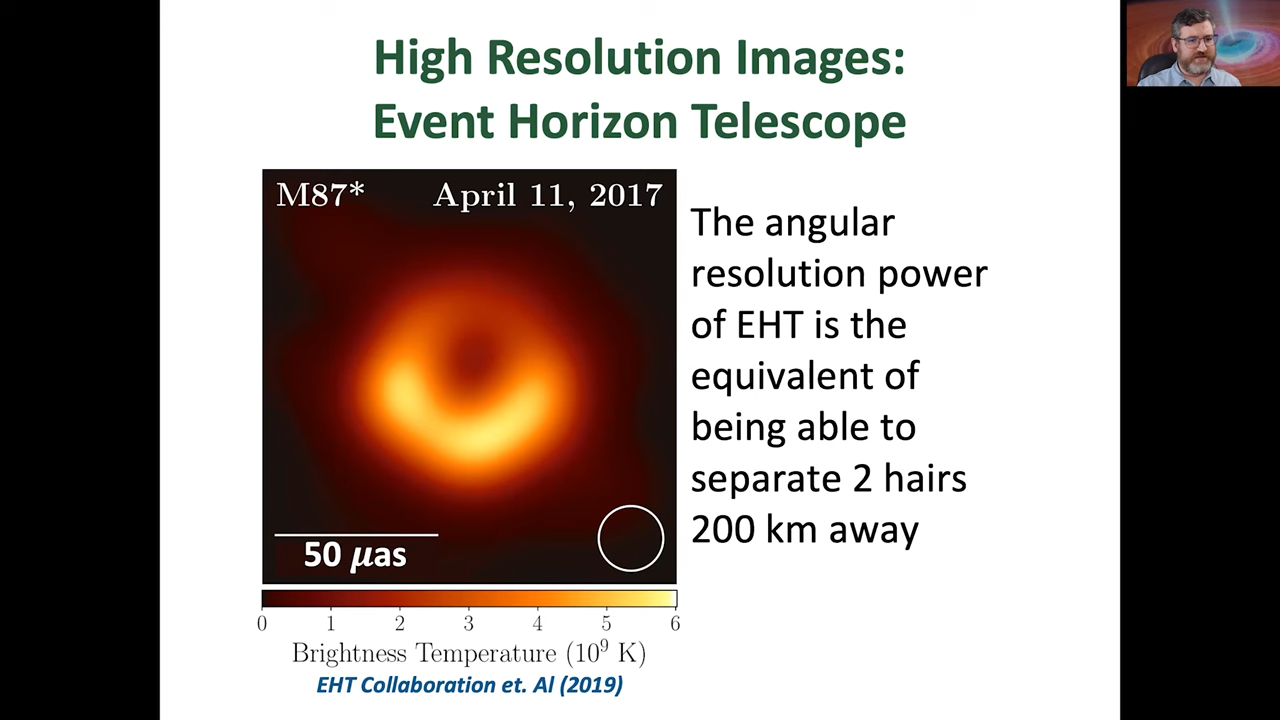 High Resolution Images:
Event Horizon Telescope
M87* April 11, 2017
The angular
resolution power
of EHT is the
equivalent of
being able to
separate 2 hairs
200 km away
50 μas
0 1 2 3 4 5 6
Brightness Temperature (10⁹ K)
EHT Collaboration et. Al (2019)